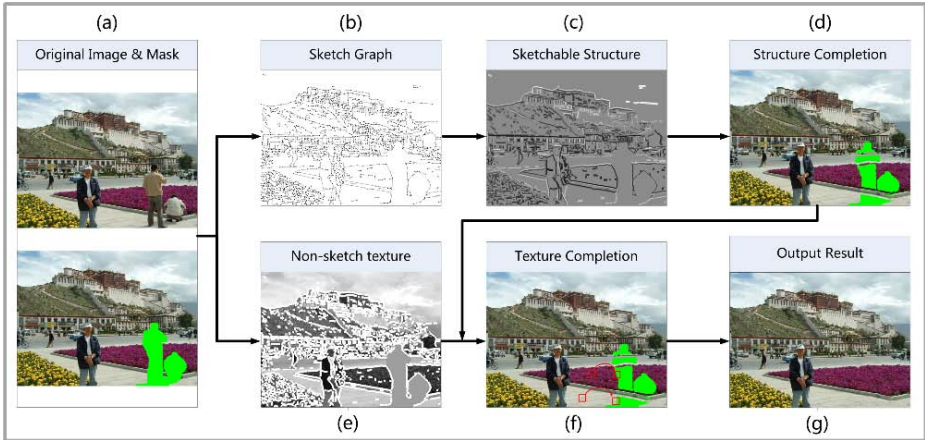 (a)
(b)
(c)
(d)
Original Image & Mask
Sketch Graph
Sketchable Structure
Structure Completion
Non-sketch texture
Texture Completion
Output Result
(e)
(f)
(g)